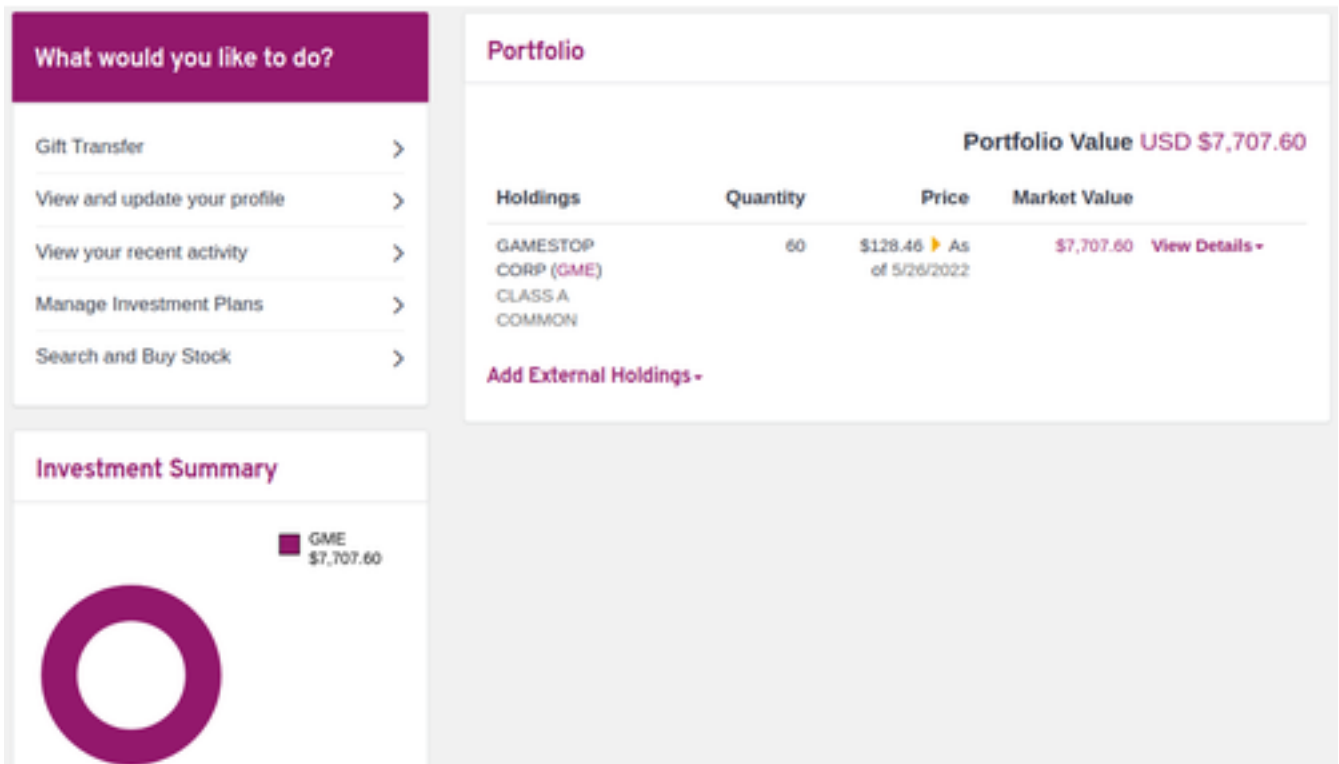 What would you like to do?
Gift Transfer
View and update your profile
View your recent activity
Manage Investment Plans
Search and Buy Stock
Investment Summary
GME
$7,707.60
Portfolio
Portfolio Value USD $7,707.60
Holdings Quantity Price Market Value
GAMESTOP 60 $128.46 As $7,707.60 View Details
CORP (GME) of 5/26/2022
CLASS A
COMMON
Add External Holdings